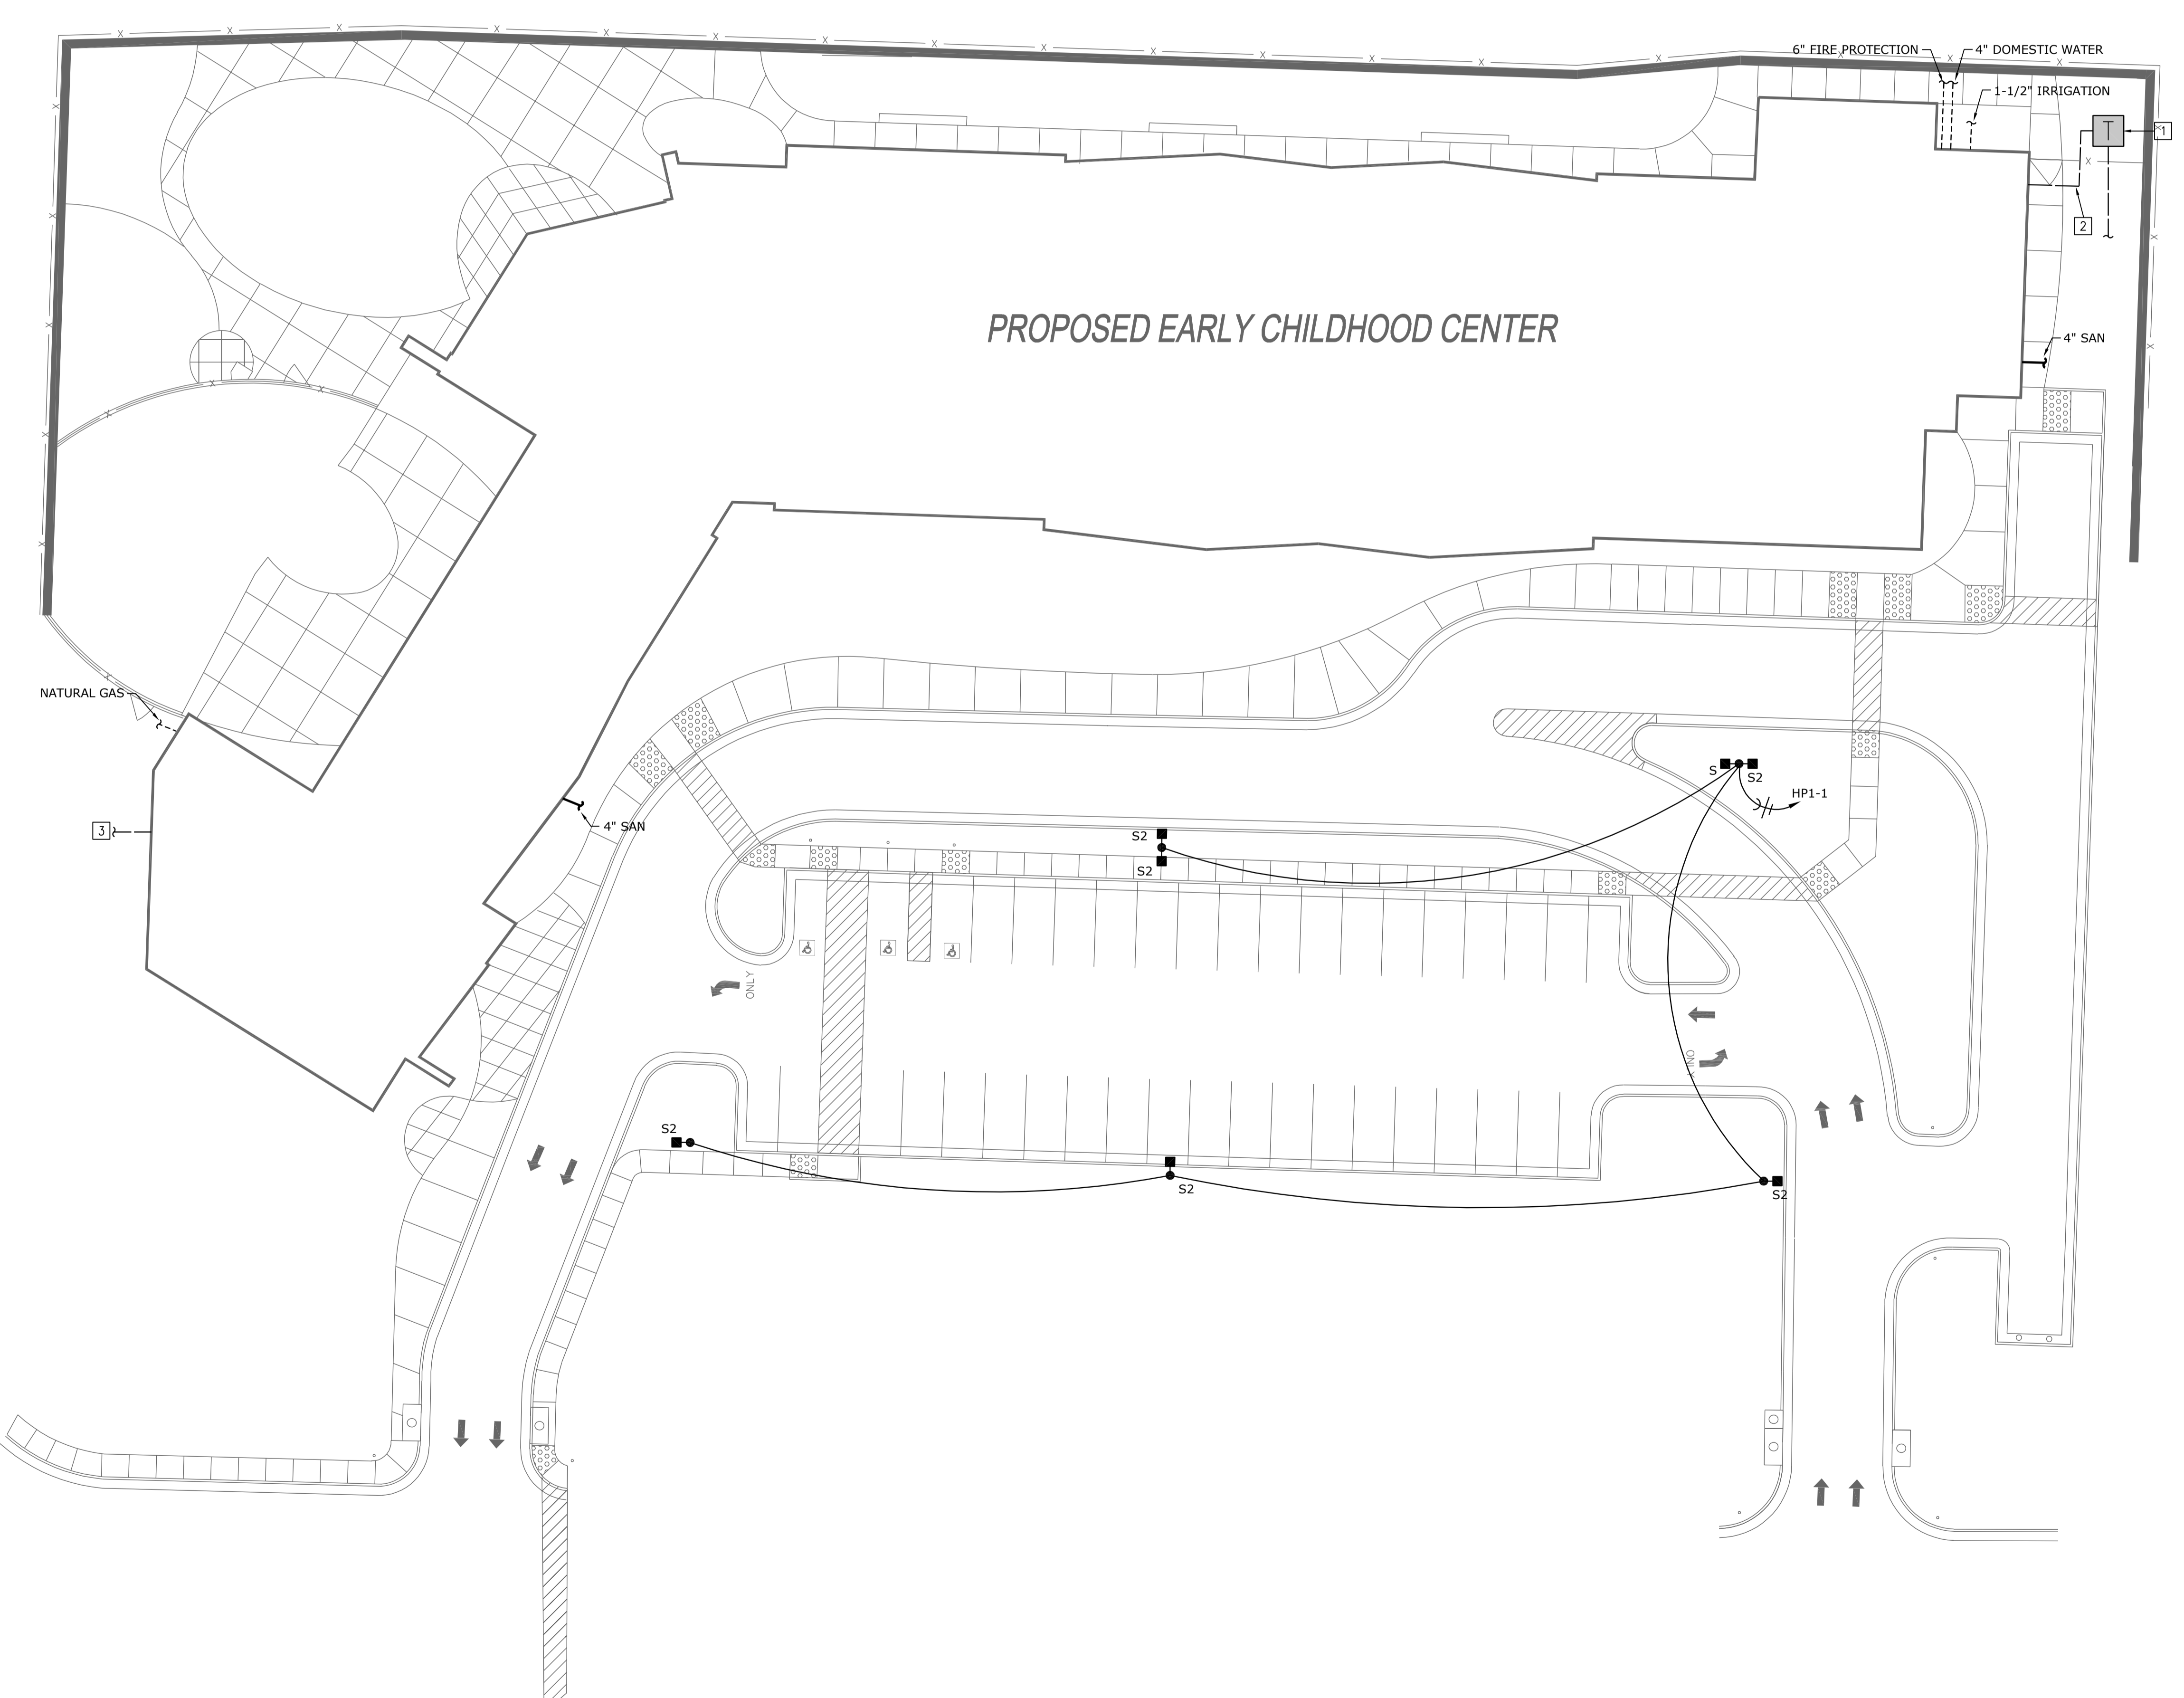 6" FIRE PROTECTION
4" DOMESTIC WATER
1-1/2" IRRIGATION
1
T
2
PROPOSED EARLY CHILDHOOD CENTER
4" SAN
NATURAL GAS
S
S2
HP1-1
3
4" SAN
S2
S2
ONLY
ONLY
S2
S2
S2